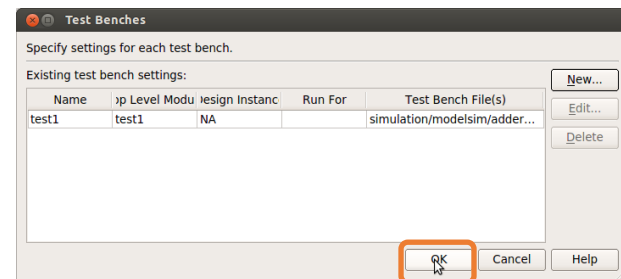 Test Benches
Specify settings for each test bench.
Existing test bench settings:
New...
Name op Level Modu Design Instanc Run For Test Bench File(s)
Edit...
test1 test1 NA simulation/modelsim/adder...
Delete
OK Cancel Help